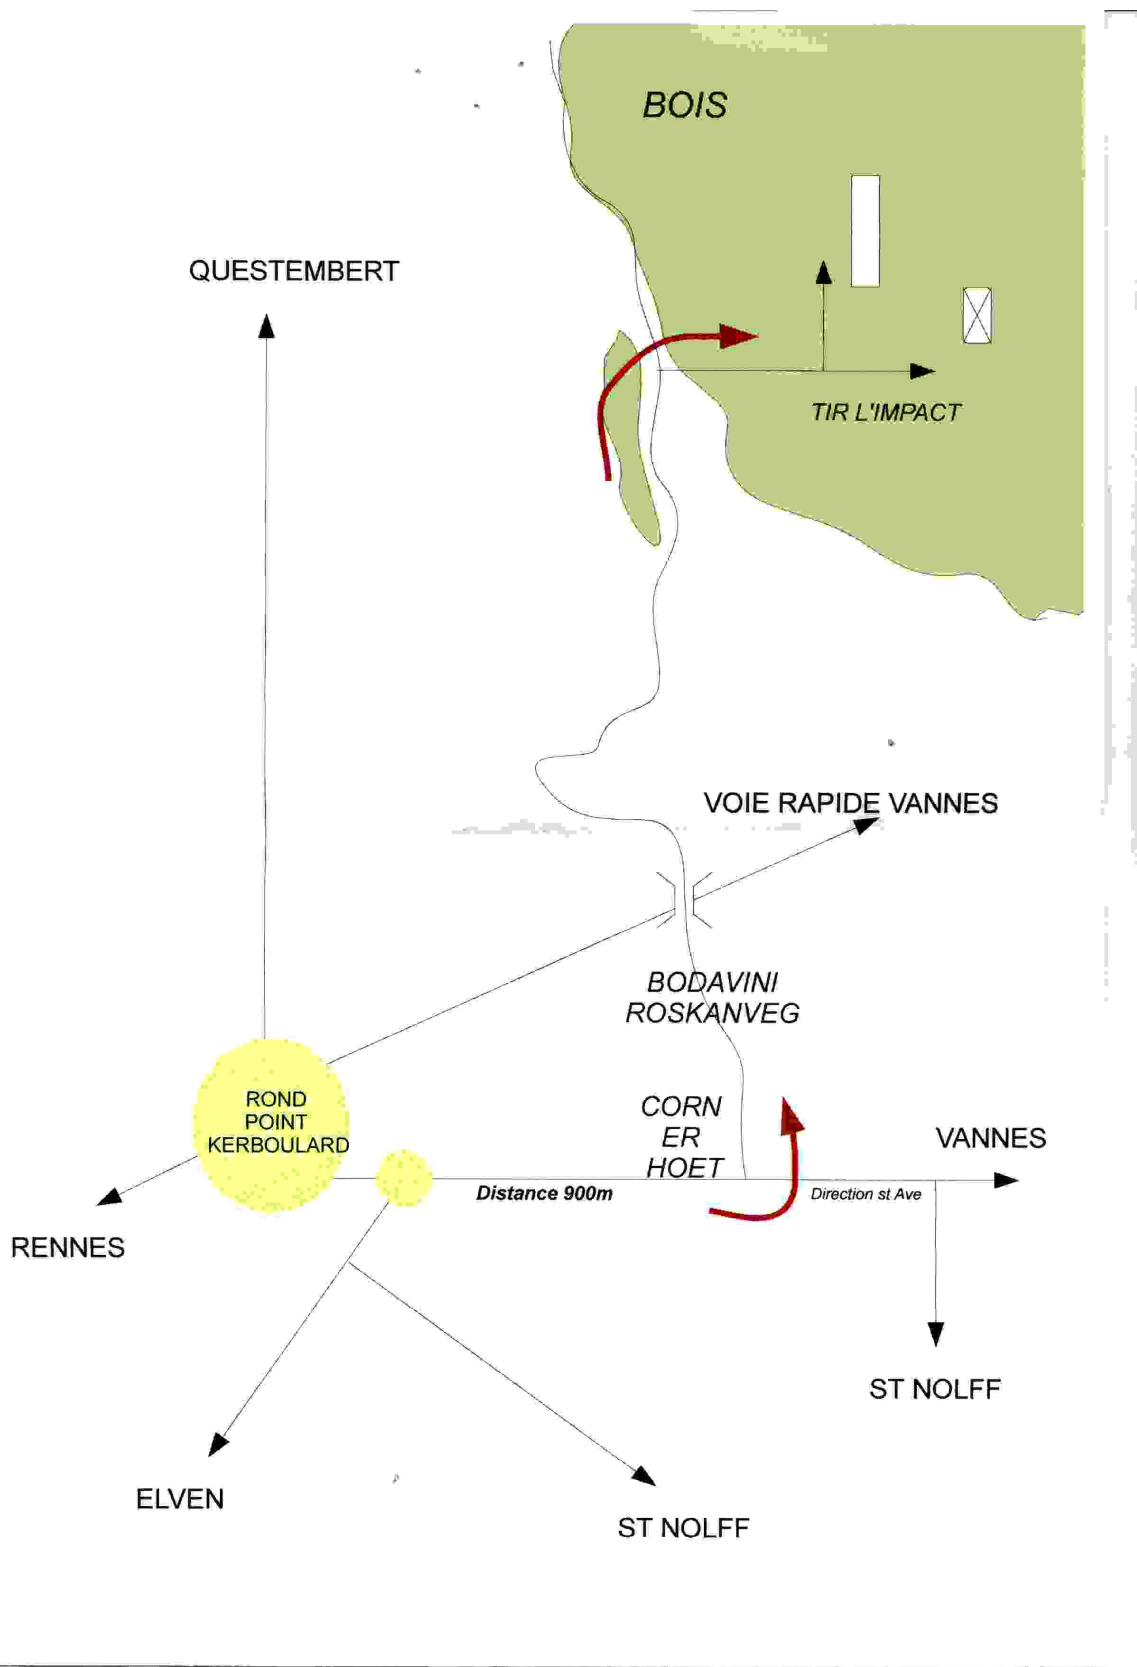 BOIS
QUESTEMBERT
TIR L'IMPACT
VOIE RAPIDE VANNES
BODAVINI
ROSKANVEG
ROND
POINT
KERBOULARD
CORN
ER
HOET
VANNES
Distance 900m
Direction st Ave
RENNES
ST NOLFF
ELVEN
ST NOLFF